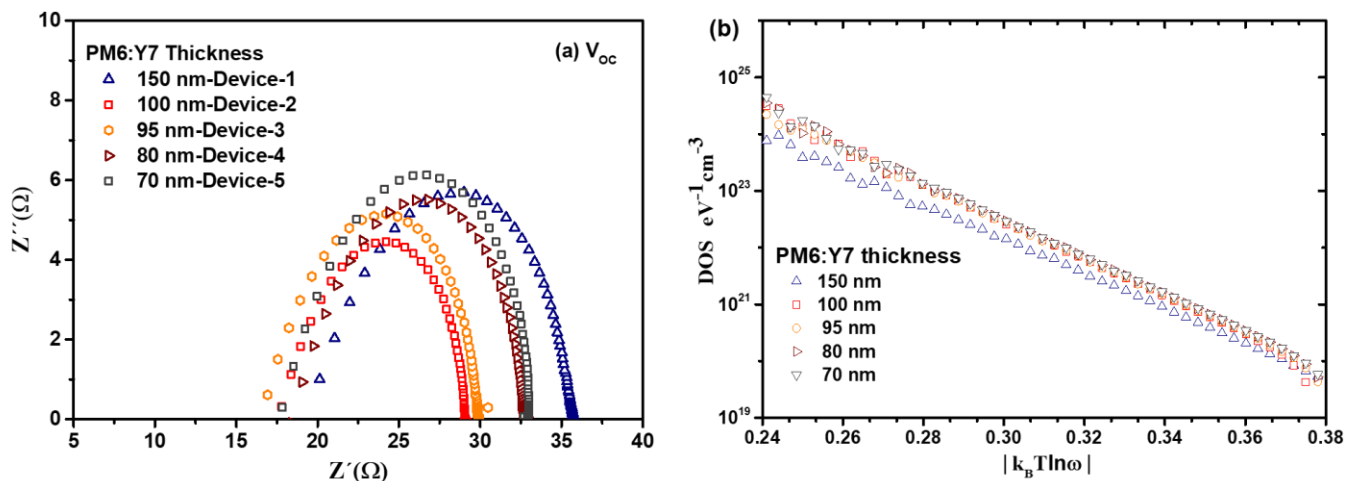 (a) V_oc
PM6:Y7 Thickness
150 nm-Device-1
100 nm-Device-2
95 nm-Device-3
80 nm-Device-4
70 nm-Device-5
Z´´(Ω)
10
8
6
4
2
0
5 10 15 20 25 30 35 40
Z´(Ω)
(b)
DOS eV⁻¹cm-3
10²⁵
10²³
10²¹
10¹⁹
PM6:Y7 thickness
150 nm
100 nm
95 nm
80 nm
70 nm
0.24 0.26 0.28 0.30 0.32 0.34 0.36 0.38
|k_BTlnω|